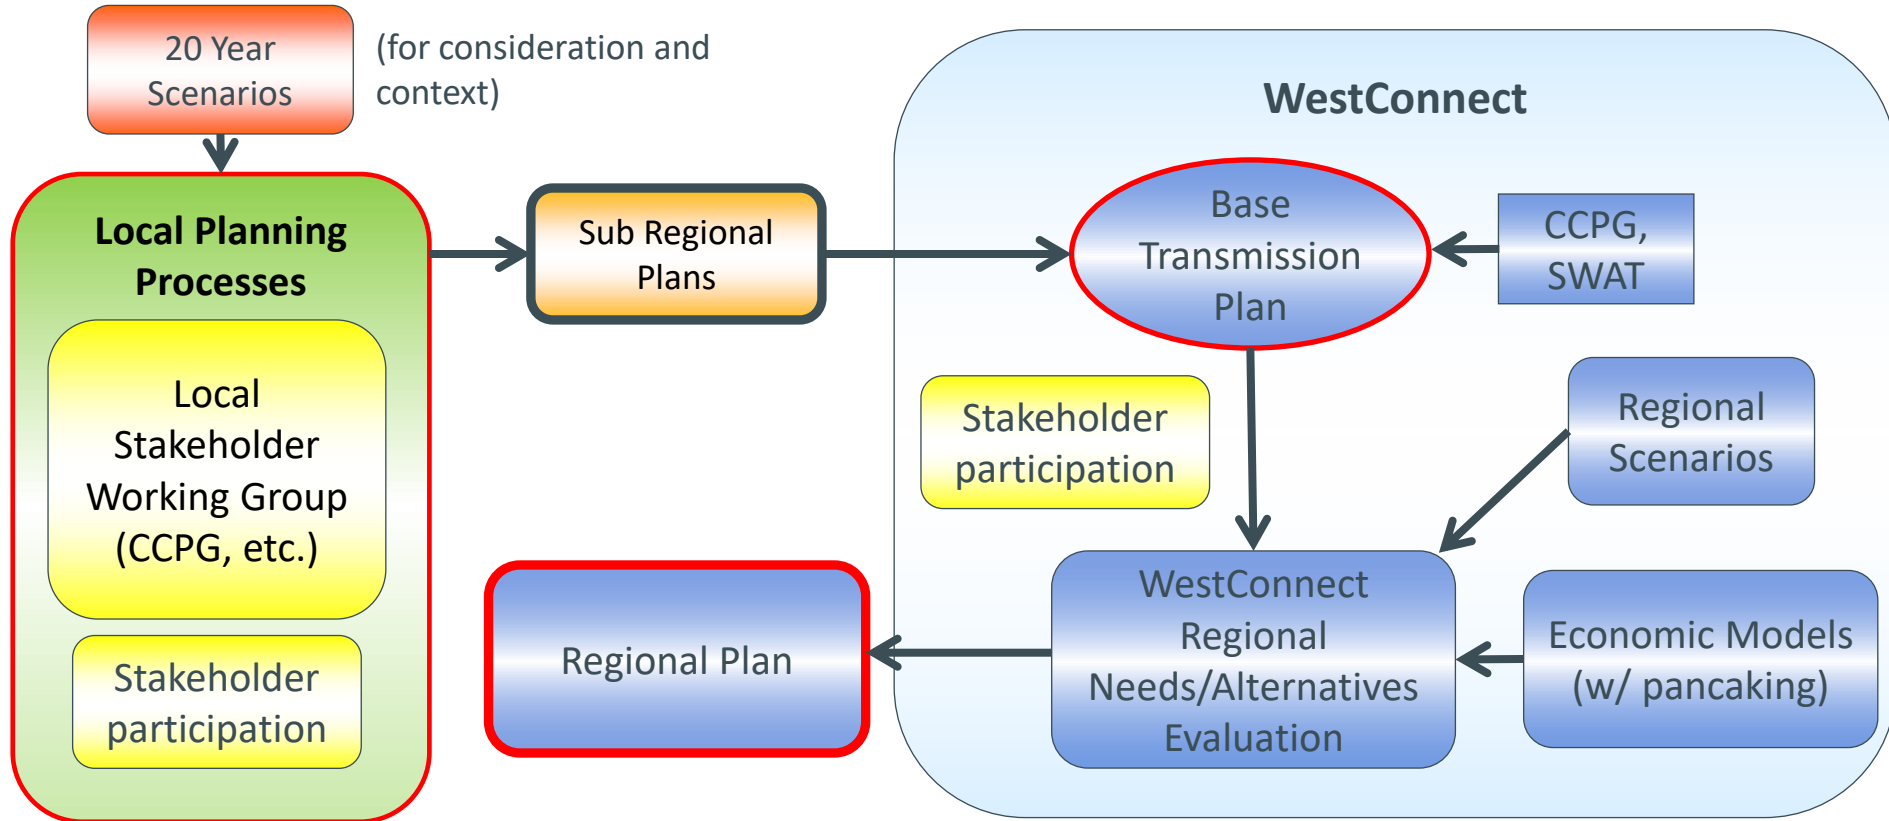 20 Year
Scenarios
(for consideration and
context)
Local Planning
Processes
Local
Stakeholder
Working Group
(CCPG, etc.)
Stakeholder
participation
Sub Regional
Plans
WestConnect
Base
Transmission
Plan
CCPG,
SWAT
Stakeholder
participation
Regional
Scenarios
WestConnect
Regional
Needs/Alternatives
Evaluation
Economic Models
(w/ pancaking)
Regional Plan